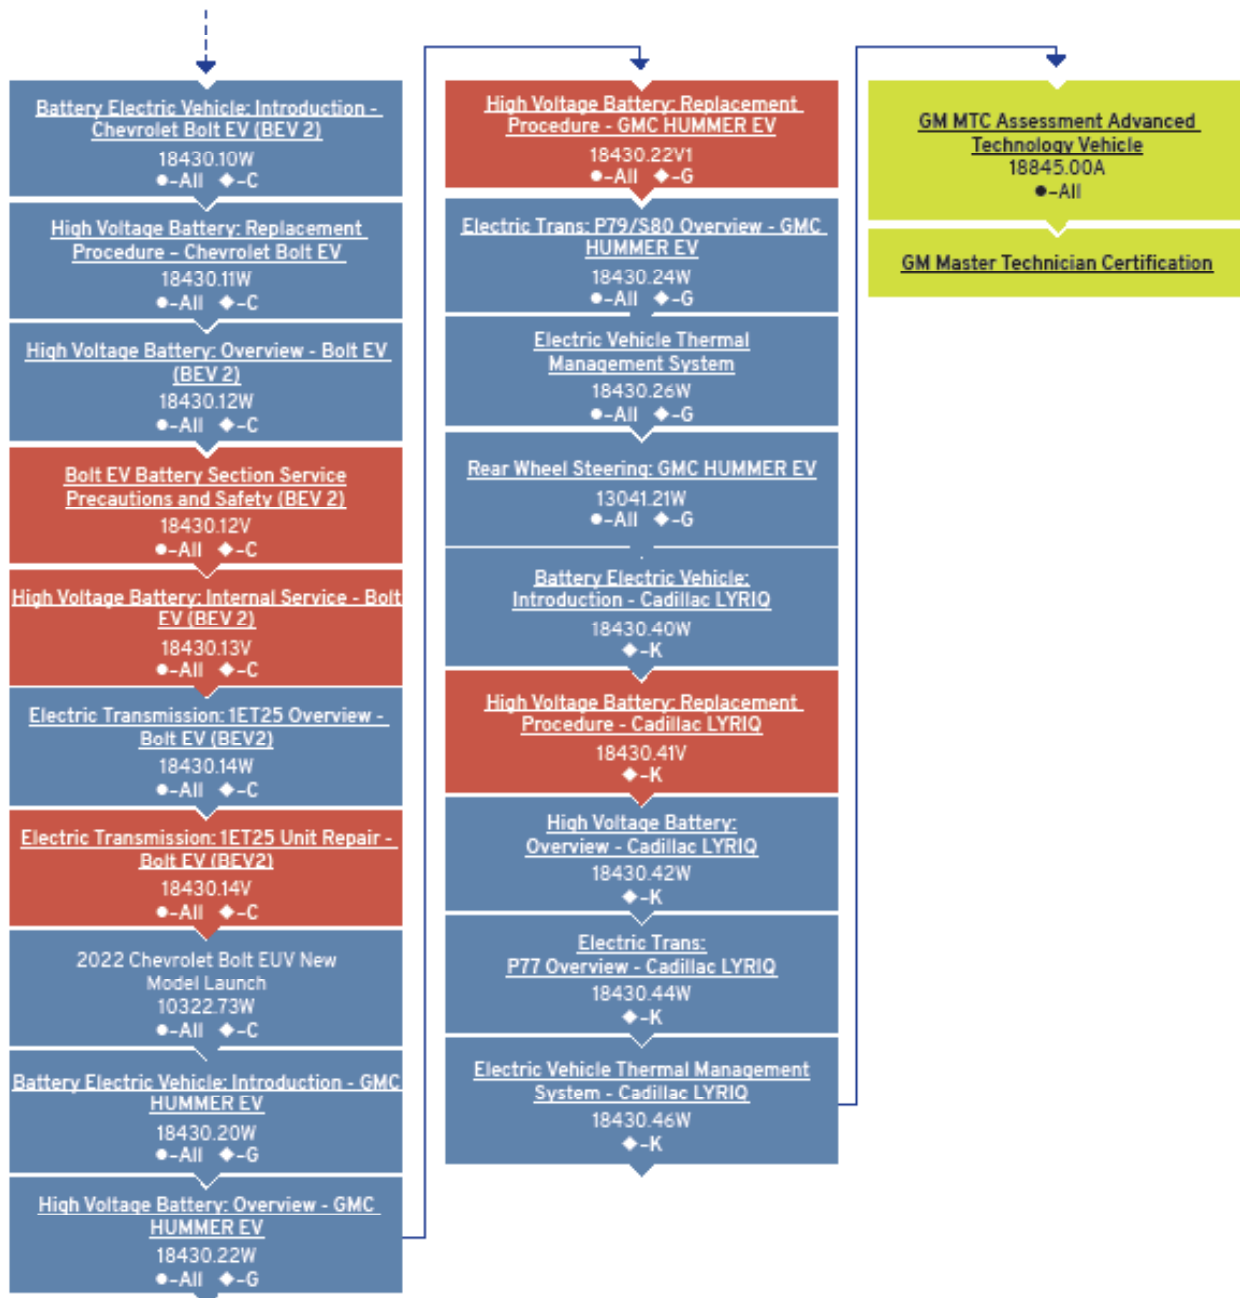 Battery Electric Vehicle: Introduction -
Chevrolet Bolt EV (BEV 2)
18430.10W
●-All ◆-C
High Voltage Battery: Replacement
Procedure – Chevrolet Bolt EV
18430.11W
●-All ◆-C
High Voltage Battery: Overview - Bolt EV
(BEV 2)
18430.12W
●-All ◆-C
Bolt EV Battery Section Service
Precautions and Safety (BEV 2)
18430.12V
●-All ◆-C
High Voltage Battery: Internal Service - Bolt
EV (BEV 2)
18430.13V
●-All ◆-C
Electric Transmission: 1ET25 Overview -
Bolt EV (BEV2)
18430.14W
●-All ◆-C
Electric Transmission: 1ET25 Unit Repair -
Bolt EV (BEV2)
18430.14V
●-All ◆-C
2022 Chevrolet Bolt EUV New
Model Launch
10322.73W
●-All ◆-C
Battery Electric Vehicle: Introduction - GMC
HUMMER EV
18430.20W
●-All ◆-G
High Voltage Battery: Overview - GMC
HUMMER EV
18430.22W
●-All ◆-G
High Voltage Battery: Replacement
Procedure - GMC HUMMER EV
18430.22V1
●-All ◆-G
Electric Trans: P79/S80 Overview - GMC
HUMMER EV
18430.24W
●-All ◆-G
Electric Vehicle Thermal
Management System
18430.26W
●-All ◆-G
Rear Wheel Steering: GMC HUMMER EV
13041.21W
●-All ◆-G
Battery Electric Vehicle:
Introduction - Cadillac LYRIQ
18430.40W
◆-K
High Voltage Battery: Replacement
Procedure - Cadillac LYRIQ
18430.41V
◆-K
High Voltage Battery:
Overview - Cadillac LYRIQ
18430.42W
◆-K
Electric Trans:
P77 Overview - Cadillac LYRIQ
18430.44W
◆-K
Electric Vehicle Thermal Management
System - Cadillac LYRIQ
18430.46W
◆-K
GM MTC Assessment Advanced
Technology Vehicle
18845.00A
●-All
GM Master Technician Certification